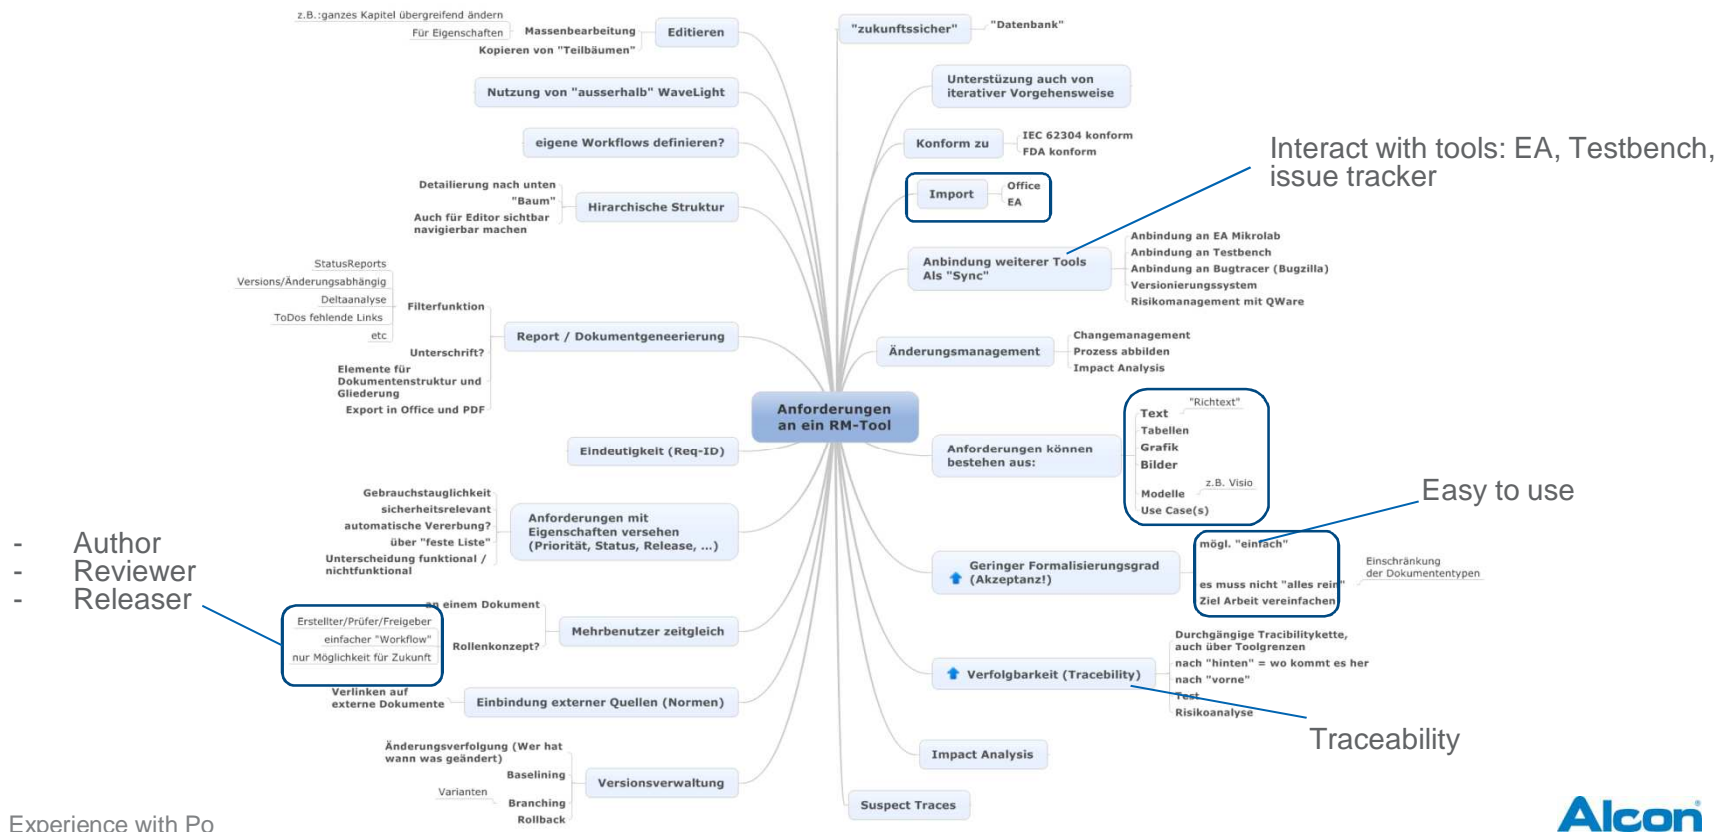 z.B.:ganzes Kapitel übergreifend ändern
Für Eigenschaften
Massenbearbeitung
Kopieren von "Teilbäumen"
Editieren
Nutzung von "ausserhalb" WaveLight
eigene Workflows definieren?
Detailierung nach unten
"Baum"
Auch für Editor sichtbar
navigierbar machen
Hirarchische Struktur
StatusReports
Versions/Änderungsabhängig
Deltaanalyse
ToDos fehlende Links
etc
Filterfunktion
Unterschrift?
Elemente für
Dokumentenstruktur und
Gliederung
Export in Office und PDF
Report / Dokumentgeneerierung
Eindeutigkeit (Req-ID)
Gebrauchstauglichkeit
sicherheitsrelevant
automatische Vererbung?
über "feste Liste"
Unterscheidung funktional /
nichtfunktional
Anforderungen mit
Eigenschaften versehen
(Priorität, Status, Release, ...)
- Author
- Reviewer
- Releaser
an einem Dokument
Erstellter/Prüfer/Freigeber
einfacher "Workflow"
nur Möglichkeit für Zukunft
Rollenkonzept?
Mehrbenutzer zeitgleich
Verlinken auf
externe Dokumente
Einbindung externer Quellen (Normen)
Änderungsverfolgung (Wer hat
wann was geändert)
Baselining
Varianten
Branching
Rollback
Versionsverwaltung
Anforderungen
an ein RM-Tool
"zukunftssicher"
"Datenbank"
Unterstüzung auch von
iterativer Vorgehensweise
Konform zu
IEC 62304 konform
FDA konform
Import
Office
EA
Interact with tools: EA, Testbench,
issue tracker
Anbindung weiterer Tools
Als "Sync"
Anbindung an EA Mikrolab
Anbindung an Testbench
Anbindung an Bugtracer (Bugzilla)
Versionierungssystem
Risikomanagement mit QWare
Änderungsmanagement
Changemanagement
Prozess abbilden
Impact Analysis
Anforderungen können
bestehen aus:
Text
"Richtext"
Tabellen
Grafik
Bilder
Modelle
z.B. Visio
Use Case(s)
Easy to use
Geringer Formalisierungsgrad
(Akzeptanz!)
mögl. "einfach"
es muss nicht "alles rein"
Einschränkung
der Dokumententypen
Ziel Arbeit vereinfachen
Verfolgbarkeit (Tracebility)
Durchgängige Tracibilitykette,
auch über Toolgrenzen
nach "hinten" = wo kommt es her
nach "vorne"
Test
Risikoanalyse
Traceability
Impact Analysis
Suspect Traces
Experience with Po
Alcon